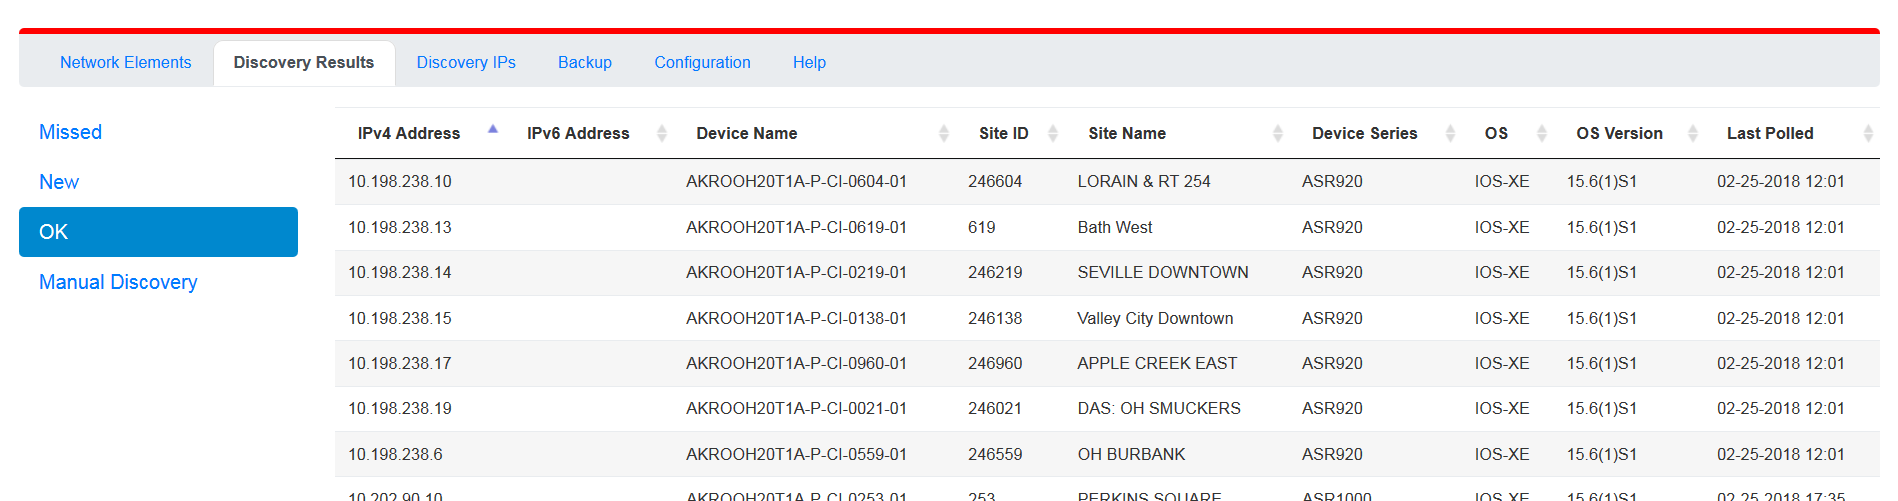 Network Elements Discovery Results Discovery IPs Backup Configuration Help
Missed
New
OK
Manual Discovery
IPv4 Address IPv6 Address Device Name Site ID Site Name Device Series OS OS Version Last Polled
10.198.238.10 AKROOH20T1A-P-CI-0604-01 246604 LORAIN & RT 254 ASR920 IOS-XE 15.6(1)S1 02-25-2018 12:01
10.198.238.13 AKROOH20T1A-P-CI-0619-01 619 Bath West ASR920 IOS-XE 15.6(1)S1 02-25-2018 12:01
10.198.238.14 AKROOH20T1A-P-CI-0219-01 246219 SEVILLE DOWNTOWN ASR920 IOS-XE 15.6(1)S1 02-25-2018 12:01
10.198.238.15 AKROOH20T1A-P-CI-0138-01 246138 Valley City Downtown ASR920 IOS-XE 15.6(1)S1 02-25-2018 12:01
10.198.238.17 AKROOH20T1A-P-CI-0960-01 246960 APPLE CREEK EAST ASR920 IOS-XE 15.6(1)S1 02-25-2018 12:01
10.198.238.19 AKROOH20T1A-P-CI-0021-01 246021 DAS: OH SMUCKERS ASR920 IOS-XE 15.6(1)S1 02-25-2018 12:01
10.198.238.6 AKROOH20T1A-P-CI-0559-01 246559 OH BURBANK ASR920 IOS-XE 15.6(1)S1 02-25-2018 12:01
10.202.90.10 AKROOH20T1A-P-CI-0253-01 253 PERKINS SQUARE ASR1000 IOS-XE 15.6(1)S1 02-25-2018 17:35